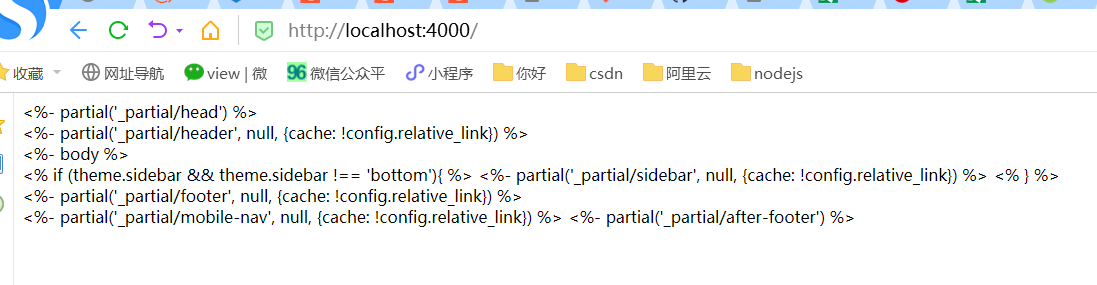 http://localhost:4000/
收藏 网址导航 view | 微 96 微信公众平 小程序 你好 csdn 阿里云 nodejs
<%- partial('_partial/head') %>
<%- partial('_partial/header', null, {cache: !config.relative_link}) %>
<%- body %>
<% if (theme.sidebar && theme.sidebar !== 'bottom'){ %> <%- partial('_partial/sidebar', null, {cache: !config.relative_link}) %> <% } %>
<%- partial('_partial/footer', null, {cache: !config.relative_link}) %>
<%- partial('_partial/mobile-nav', null, {cache: !config.relative_link}) %> <%- partial('_partial/after-footer') %>